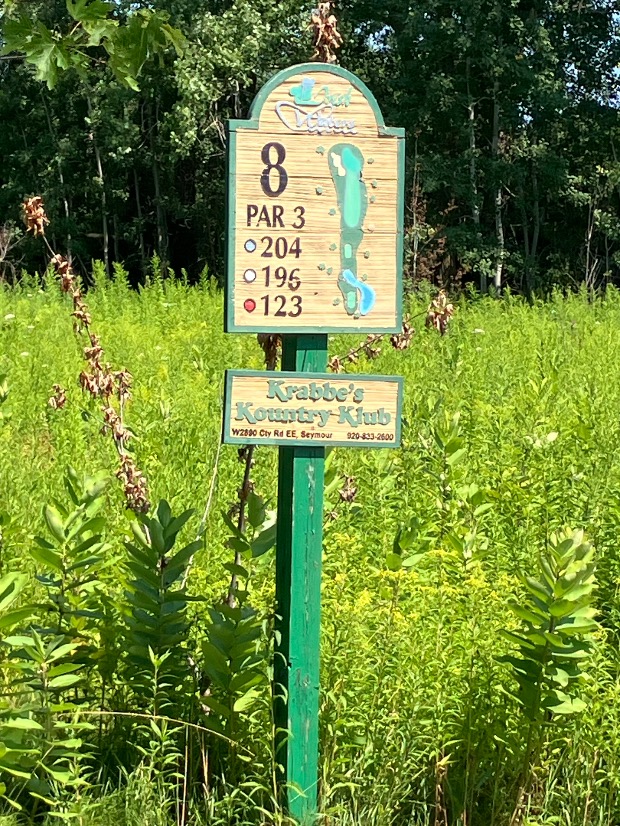 8
PAR 3
204
196
123
Krabbe's
Kountry Klub
W2890 Cty Rd EE, Seymour 920-833-2600